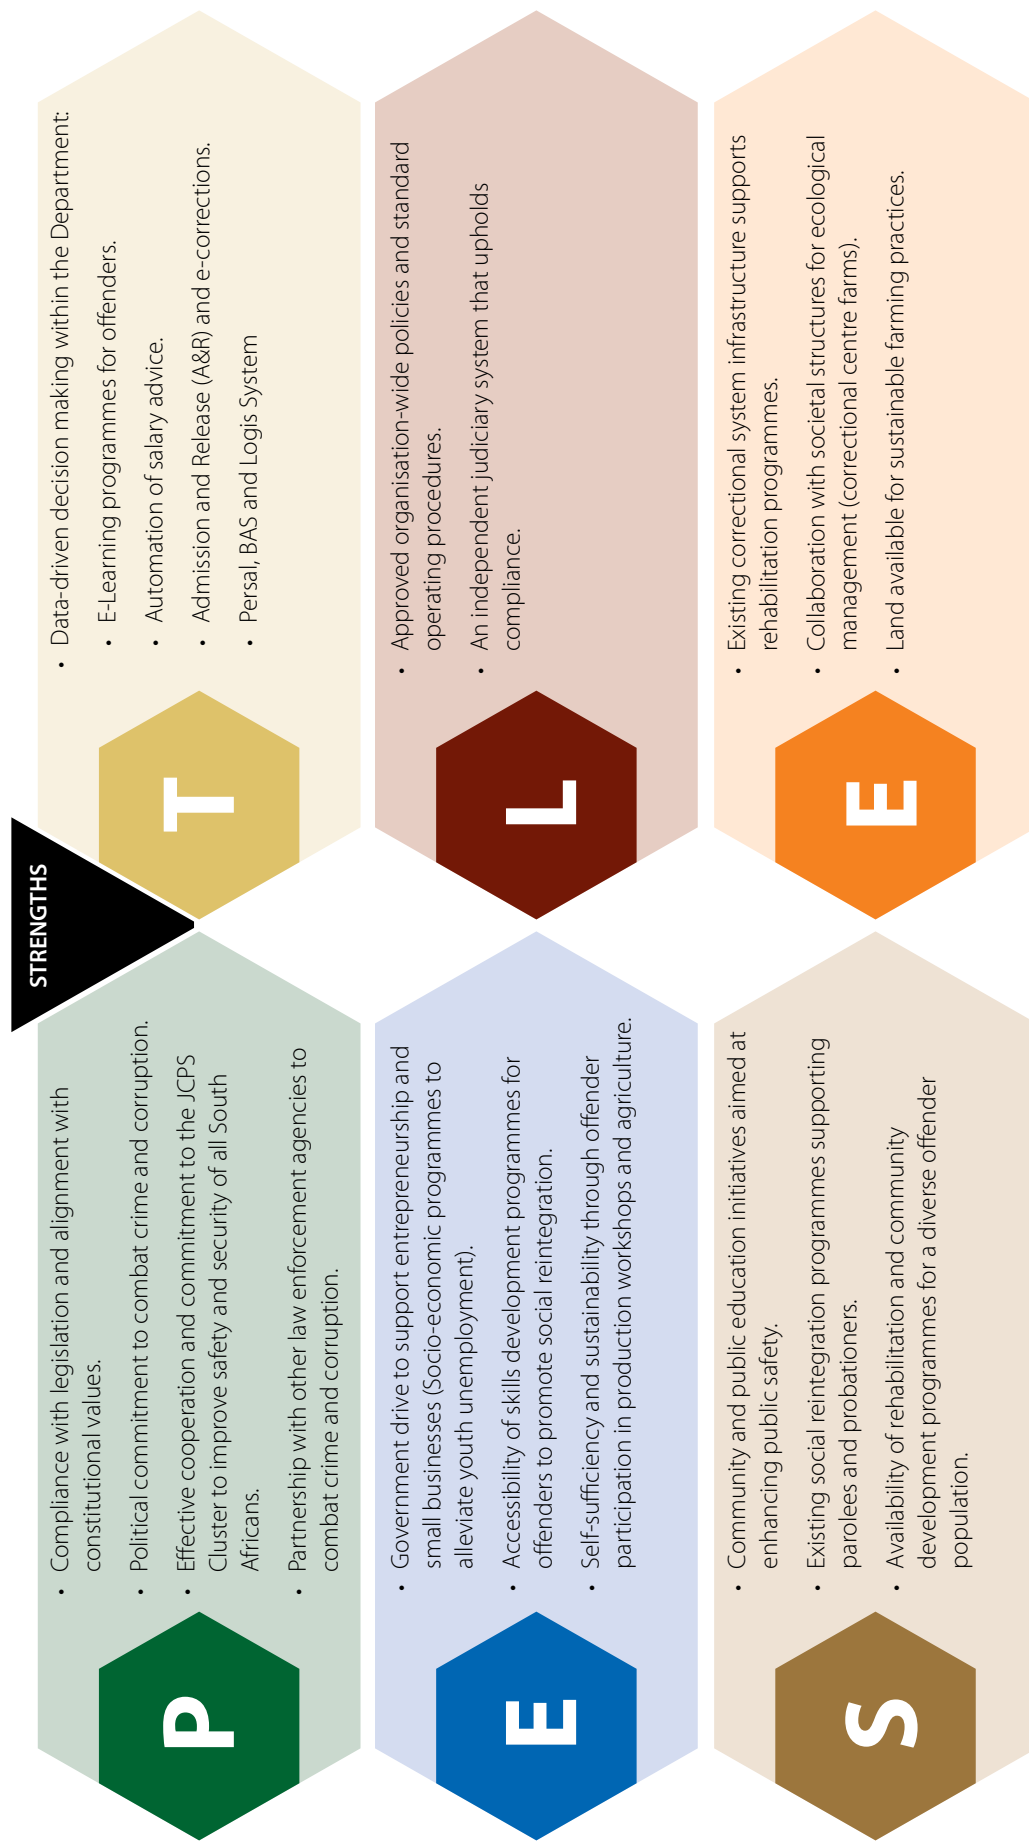 STRENGTHS
P
• Compliance with legislation and alignment with
constitutional values.
• Political commitment to combat crime and corruption.
• Effective cooperation and commitment to the JCPS
Cluster to improve safety and security of all South
Africans.
• Partnership with other law enforcement agencies to
combat crime and corruption.
E
• Government drive to support entrepreneurship and
small businesses (Socio-economic programmes to
alleviate youth unemployment).
• Accessibility of skills development programmes for
offenders to promote social reintegration.
• Self-sufficiency and sustainability through offender
participation in production workshops and agriculture.
S
• Community and public education initiatives aimed at
enhancing public safety.
• Existing social reintegration programmes supporting
parolees and probationers.
• Availability of rehabilitation and community
development programmes for a diverse offender
population.
T
• Data-driven decision making within the Department:
• E-Learning programmes for offenders.
• Automation of salary advice.
• Admission and Release (A&R) and e-corrections.
• Persal, BAS and Logis System
L
• Approved organisation-wide policies and standard
operating procedures.
• An independent judiciary system that upholds
compliance.
E
• Existing correctional system infrastructure supports
rehabilitation programmes.
• Collaboration with societal structures for ecological
management (correctional centre farms).
• Land available for sustainable farming practices.